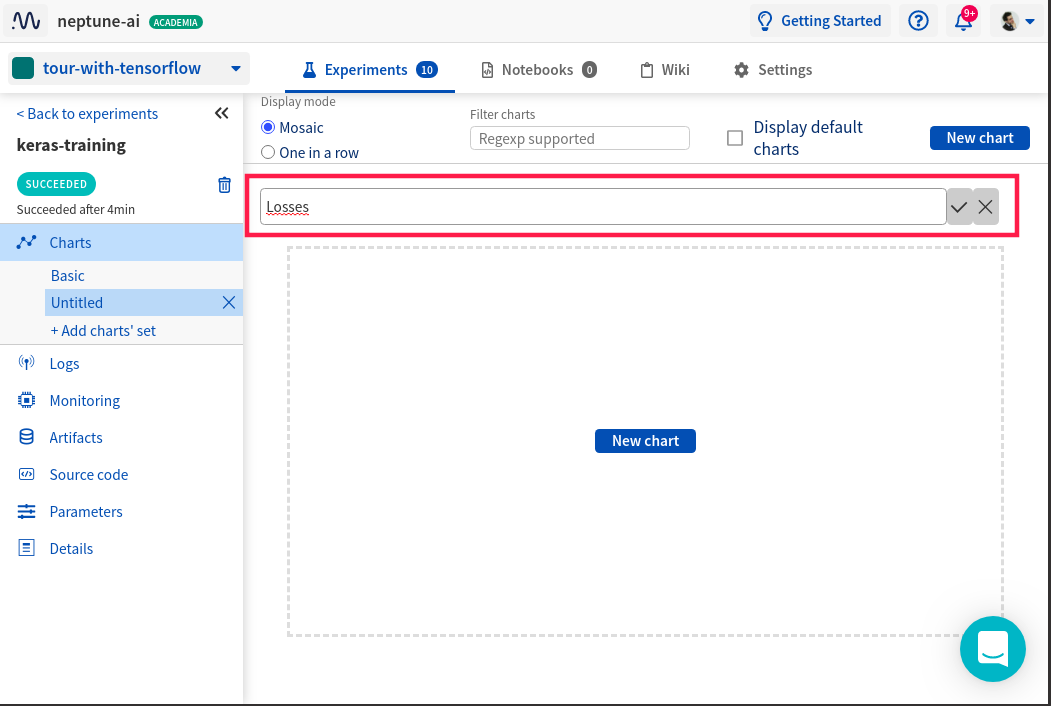 neptune-ai ACADEMIA
Getting Started
9+
tour-with-tensorflow
Experiments 10
Notebooks 0
Wiki
Settings
< Back to experiments
keras-training
SUCCEEDED
Succeeded after 4min
Charts
Basic
Untitled
+ Add charts' set
Logs
Monitoring
Artifacts
Source code
Parameters
Details
Display mode
Mosaic
One in a row
Filter charts
Regexp supported
Display default
charts
New chart
Losses
New chart